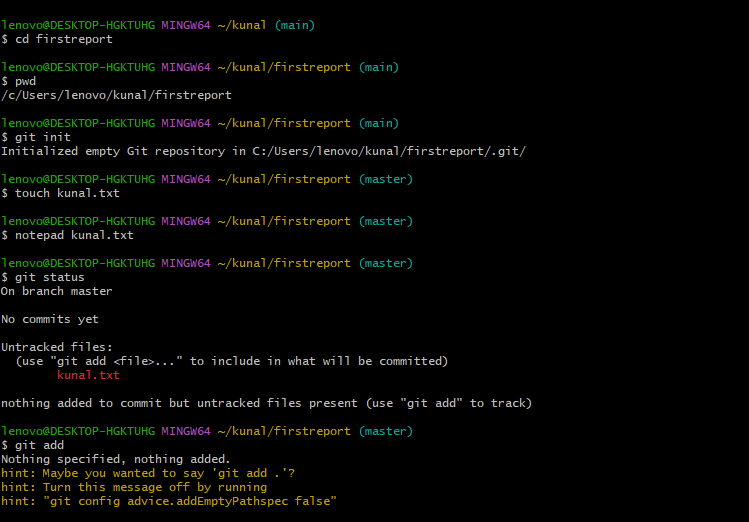 lenovo@DESKTOP-HGKTUHG MINGW64 ~/kunal (main)
$ cd firstreport
lenovo@DESKTOP-HGKTUHG MINGW64 ~/kunal/firstreport (main)
$ pwd
/c/Users/lenovo/kunal/firstreport
lenovo@DESKTOP-HGKTUHG MINGW64 ~/kunal/firstreport (main)
$ git init
Initialized empty Git repository in C:/Users/lenovo/kunal/firstreport/.git/
lenovo@DESKTOP-HGKTUHG MINGW64 ~/kunal/firstreport (master)
$ touch kunal.txt
lenovo@DESKTOP-HGKTUHG MINGW64 ~/kunal/firstreport (master)
$ notepad kunal.txt
lenovo@DESKTOP-HGKTUHG MINGW64 ~/kunal/firstreport (master)
$ git status
On branch master
No commits yet
Untracked files:
  (use "git add <file>..." to include in what will be committed)
        kunal.txt
nothing added to commit but untracked files present (use "git add" to track)
lenovo@DESKTOP-HGKTUHG MINGW64 ~/kunal/firstreport (master)
$ git add
Nothing specified, nothing added.
hint: Maybe you wanted to say 'git add .'?
hint: Turn this message off by running
hint: "git config advice.addEmptyPathspec false"